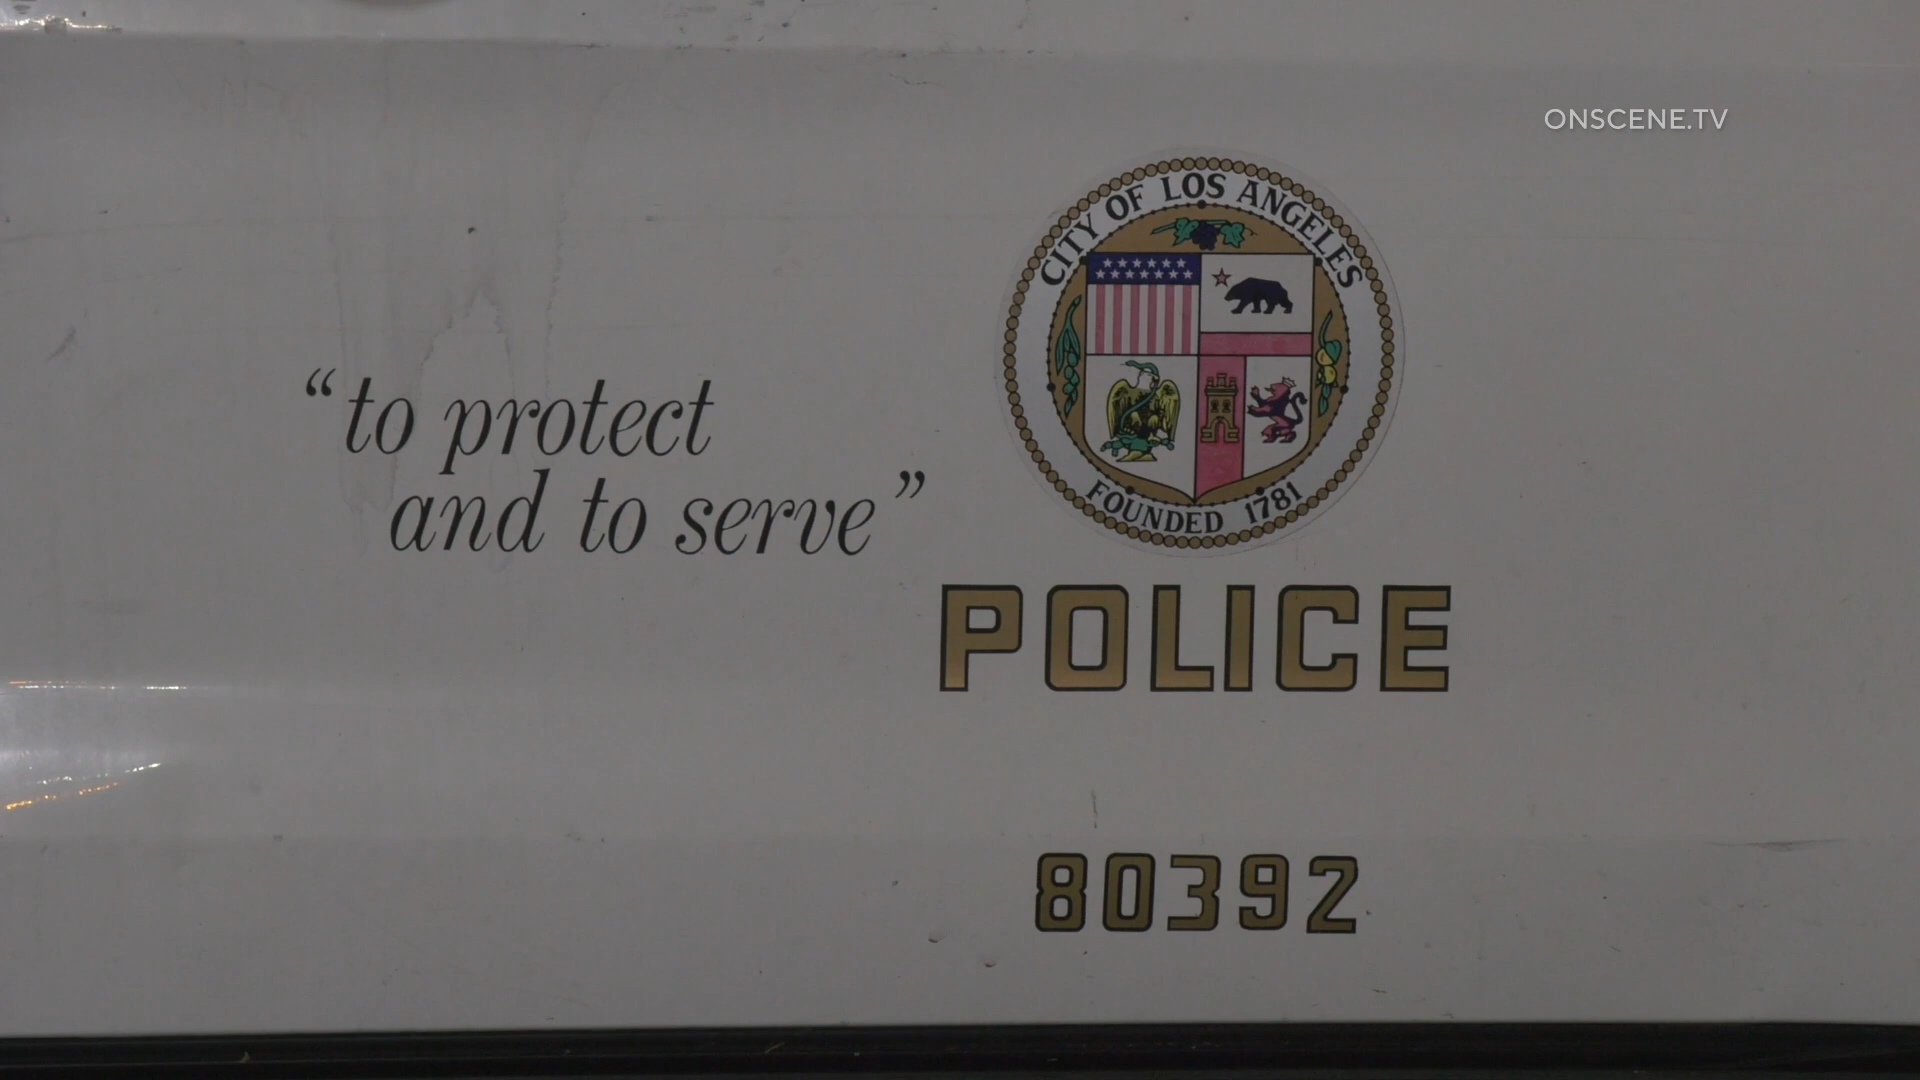 ONSCENE.TV
CITY OF LOS ANGELES
FOUNDED 1781
“to protect
and to serve”
POLICE
80392